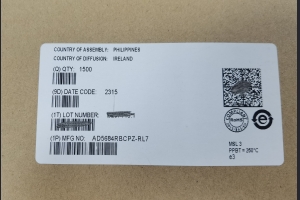 COUNTRY OF ASSEMBLY: PHILIPPINES
COUNTRY OF DIFFUSION: IRELAND
(Q) QTY: 1500
(9D) DATE CODE: 2315
(1T) LOT NUMBER:
(1P) MFG NO: AD5684RBCPZ-RL7
MSL 3
PPBT = 260°C
e3